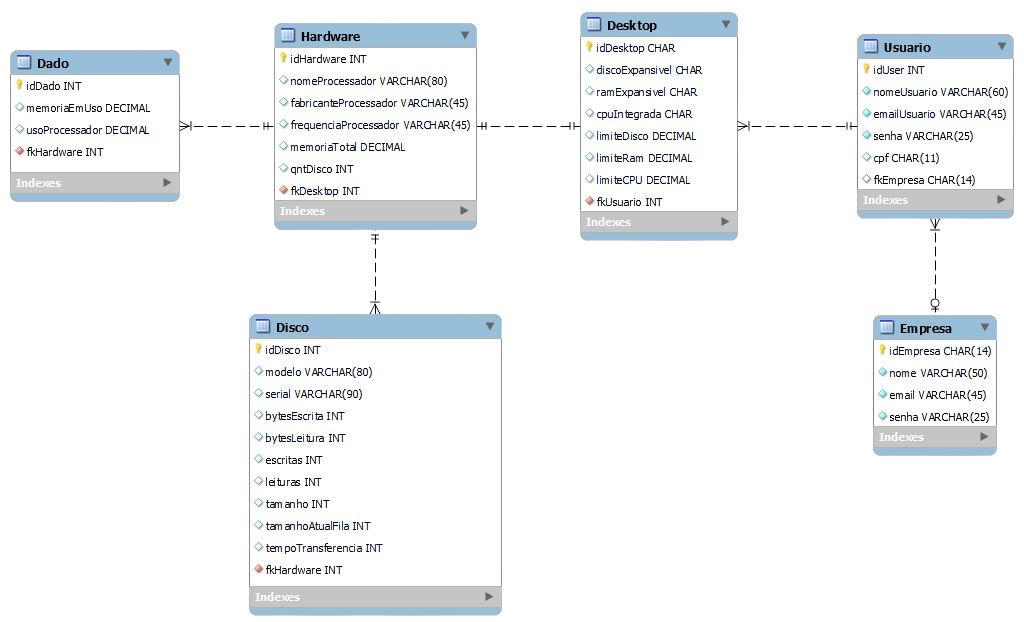 Dado
idDado INT
memoriaEmUso DECIMAL
usoProcessador DECIMAL
fkHardware INT
Indexes
Hardware
idHardware INT
nomeProcessador VARCHAR(80)
fabricanteProcessador VARCHAR(45)
frequenciaProcessador VARCHAR(45)
memoriaTotal DECIMAL
qntDisco INT
fkDesktop INT
Indexes
Desktop
idDesktop CHAR
discoExpansivel CHAR
ramExpansivel CHAR
cpuIntegrada CHAR
limiteDisco DECIMAL
limiteRam DECIMAL
limiteCPU DECIMAL
fkUsuario INT
Indexes
Usuario
idUser INT
nomeUsuario VARCHAR(60)
emailUsuario VARCHAR(45)
senha VARCHAR(25)
cpf CHAR(11)
fkEmpresa CHAR(14)
Indexes
Disco
idDisco INT
modelo VARCHAR(80)
serial VARCHAR(90)
bytesEscrita INT
bytesLeitura INT
escritas INT
leituras INT
tamanho INT
tamanhoAtualFila INT
tempoTransferencia INT
fkHardware INT
Indexes
Empresa
idEmpresa CHAR(14)
nome VARCHAR(50)
email VARCHAR(45)
senha VARCHAR(25)
Indexes